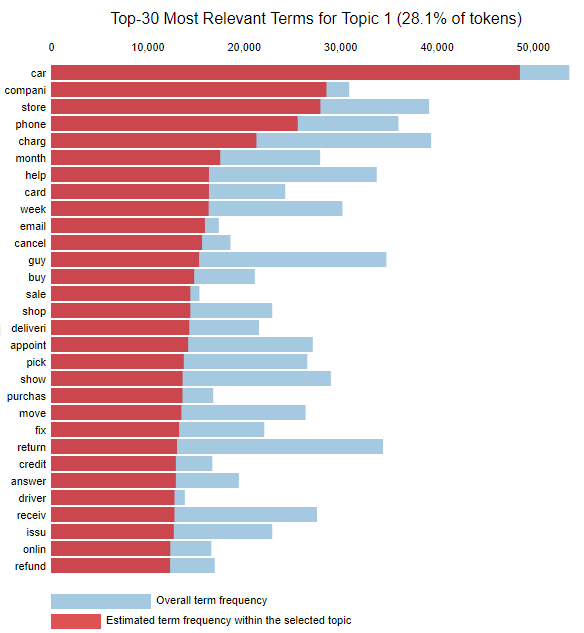 Top-30 Most Relevant Terms for Topic 1 (28.1% of tokens)
0 10,000 20,000 30,000 40,000 50,000
car
compani
store
phone
charg
month
help
card
week
email
cancel
guy
buy
sale
shop
deliveri
appoint
pick
show
purchas
move
fix
return
credit
answer
driver
receiv
issu
onlin
refund
Overall term frequency
Estimated term frequency within the selected topic